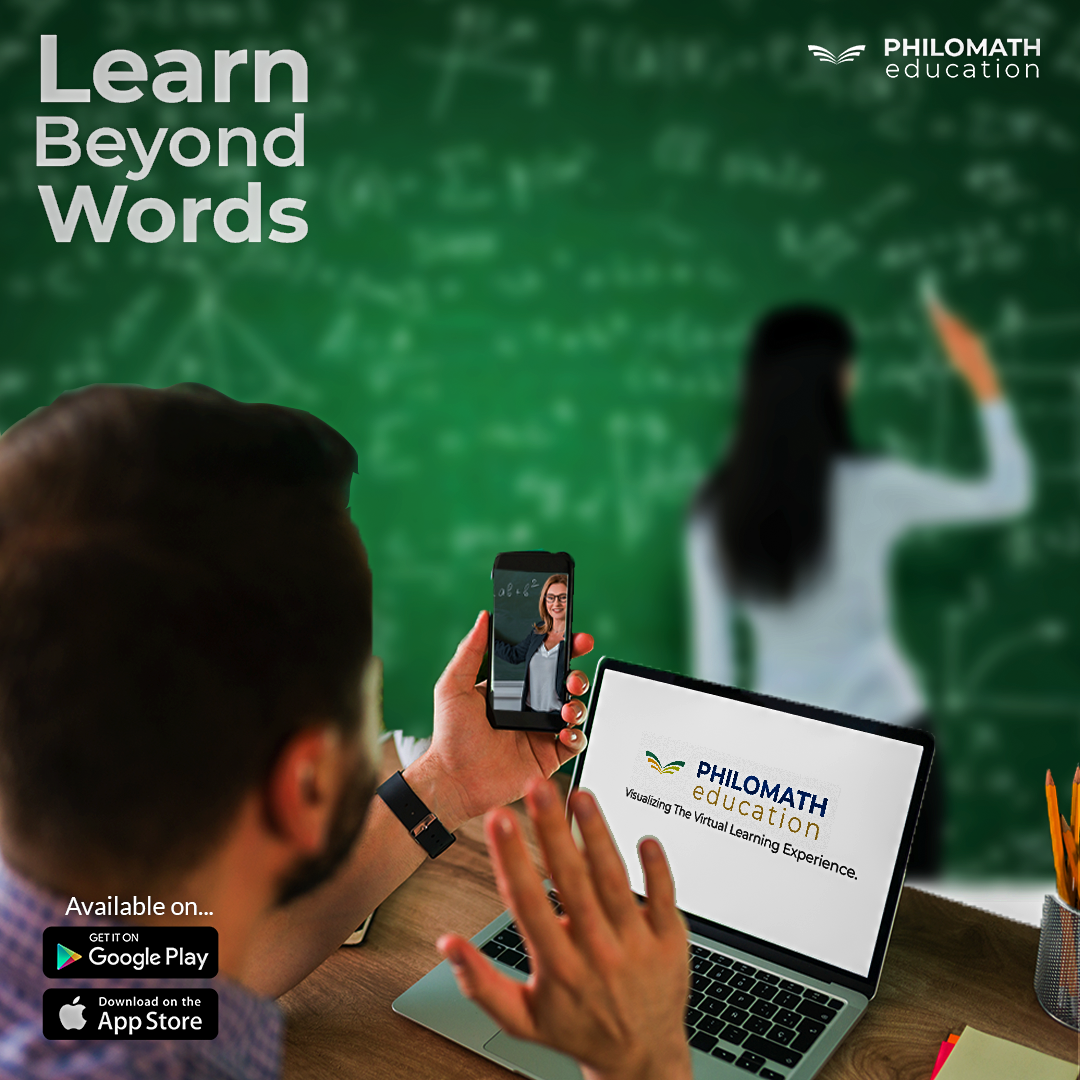 Learn
Beyond
Words
PHILOMATH
education
PHILOMATH
education
Visualizing The Virtual Learning Experience.
Available on...
GET IT ON
Google Play
Download on the
App Store